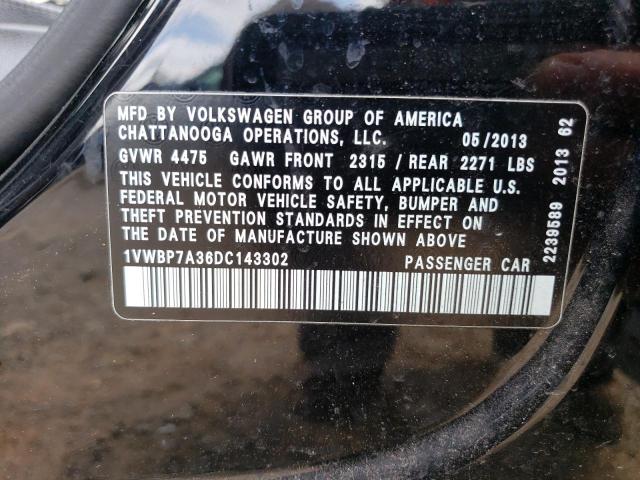 MFD BY VOLKSWAGEN GROUP OF AMERICA
CHATTANOOGA OPERATIONS, LLC. 05/2013
GVWR 4475 GAWR FRONT 2315 / REAR 2271 LBS
THIS VEHICLE CONFORMS TO ALL APPLICABLE U.S.
FEDERAL MOTOR VEHICLE SAFETY, BUMPER AND
THEFT PREVENTION STANDARDS IN EFFECT ON
THE DATE OF MANUFACTURE SHOWN ABOVE
1VWBP7A36DC143302 PASSENGER CAR
2239589 2013 62